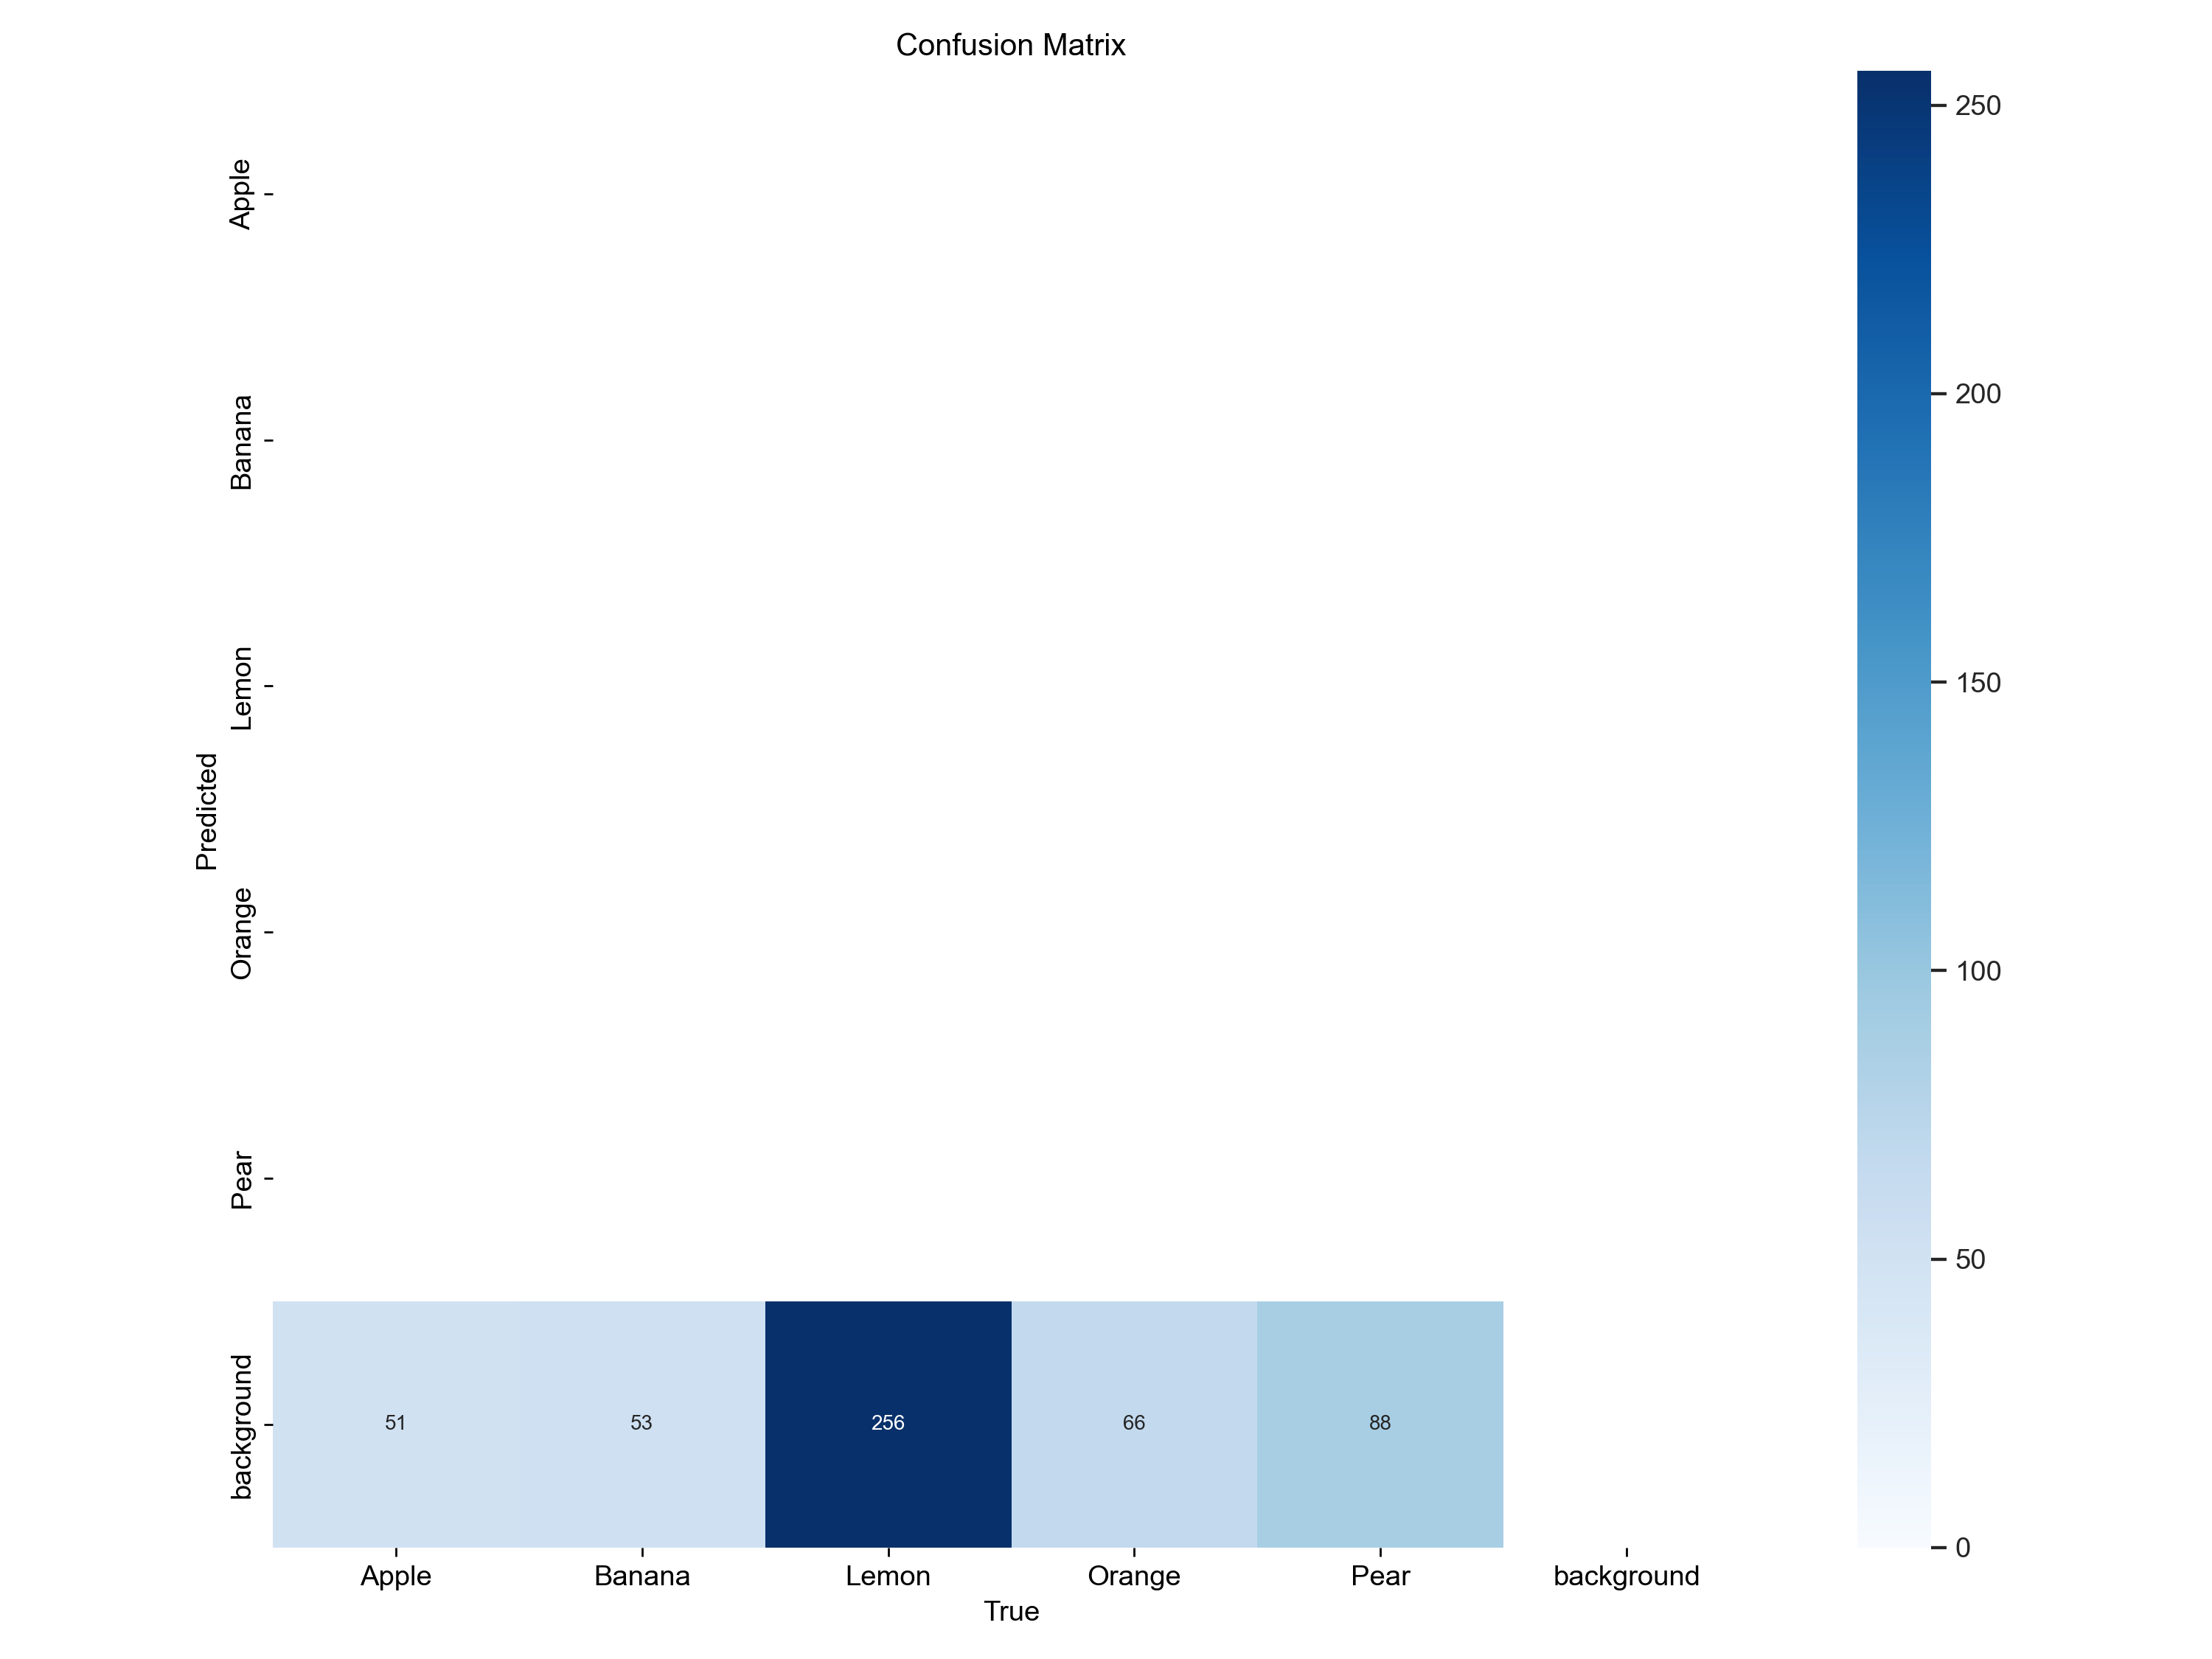 Confusion Matrix
250
200
150
100
50
0
Apple
Banana
Lemon
Orange
Pear
background
Predicted
51 53 256 66 88
Apple Banana Lemon Orange Pear background
True